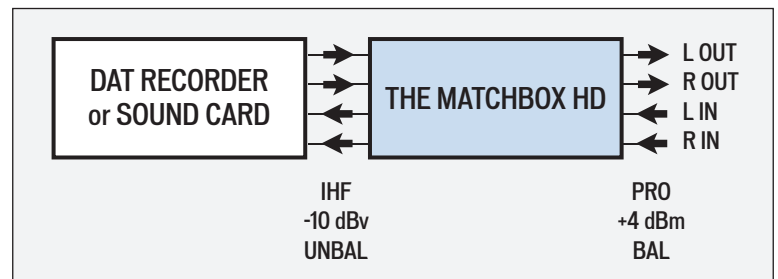 DAT RECORDER
or SOUND CARD
THE MATCHBOX HD
L OUT
R OUT
L IN
R IN
IHF
-10 dBv
UNBAL
PRO
+4 dBm
BAL